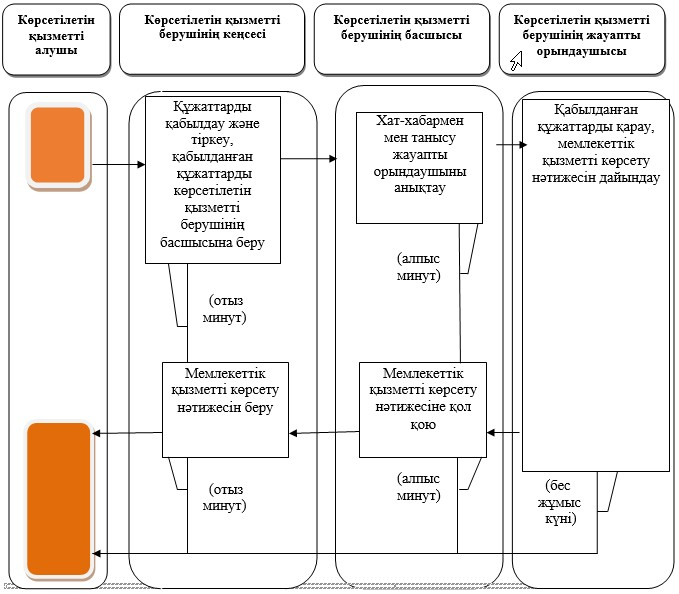 Көрсетілетін
қызметті
алушы
Көрсетілетін қызметті
берушінің кеңсесі
Көрсетілетін қызметті
берушінің басшысы
Көрсетілетін қызметті
берушінің жауапты
орындаушысы
Құжаттарды
қабылдау және
тіркеу,
қабылданған
құжаттарды
көрсетілетін
қызметті
берушінің
басшысына беру
Хат-хабармен
мен танысу
жауапты
орындаушыны
анықтау
Қабылданған
құжаттарды қарау,
мемлекеттік
қызметті көрсету
нәтижесін дайындау
(отыз
минут)
(алпыс
минут)
Мемлекеттік
қызметті көрсету
нәтижесін беру
Мемлекеттік
қызметті көрсету
нәтижесіне қол
қою
(отыз
минут)
(алпыс
минут)
(бес
жұмыс
күні)